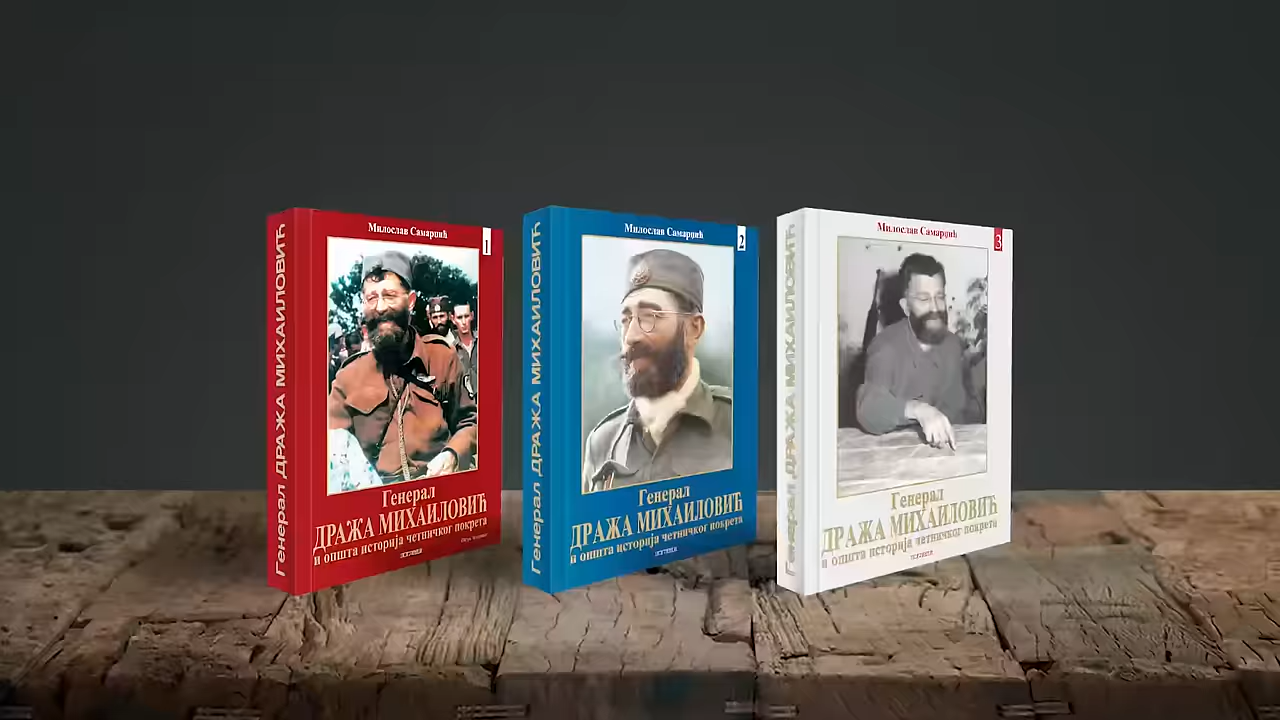 Генерал ДРАЖА МИХАИЛОВИЋ
Милослав Самарџић
1
Генерал
ДРАЖА МИХАИЛОВИЋ
и општа историја четничког покрета
Генерал ДРАЖА МИХАИЛОВИЋ
Милослав Самарџић
2
Генерал
ДРАЖА МИХАИЛОВИЋ
и општа историја четничког покрета
Генерал ДРАЖА МИХАИЛОВИЋ
Милослав Самарџић
3
Генерал
ДРАЖА МИХАИЛОВИЋ
и општа историја четничког покрета